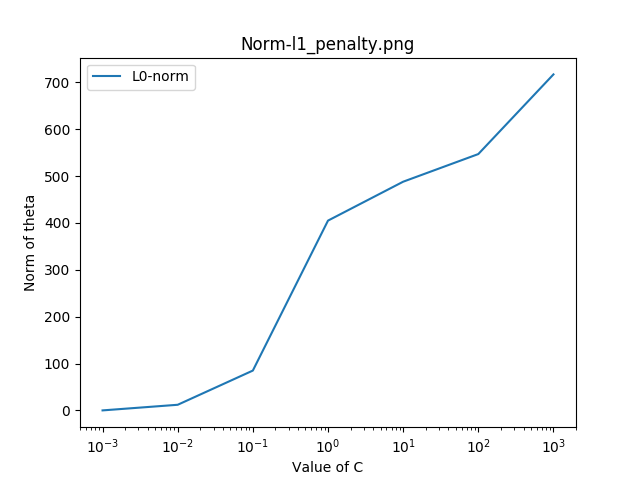 Norm-l1_penalty.png
L0-norm
700
600
500
400
300
200
100
0
Norm of theta
10⁻³ 10⁻² 10⁻¹ 10⁰ 10¹ 10² 10³
Value of C